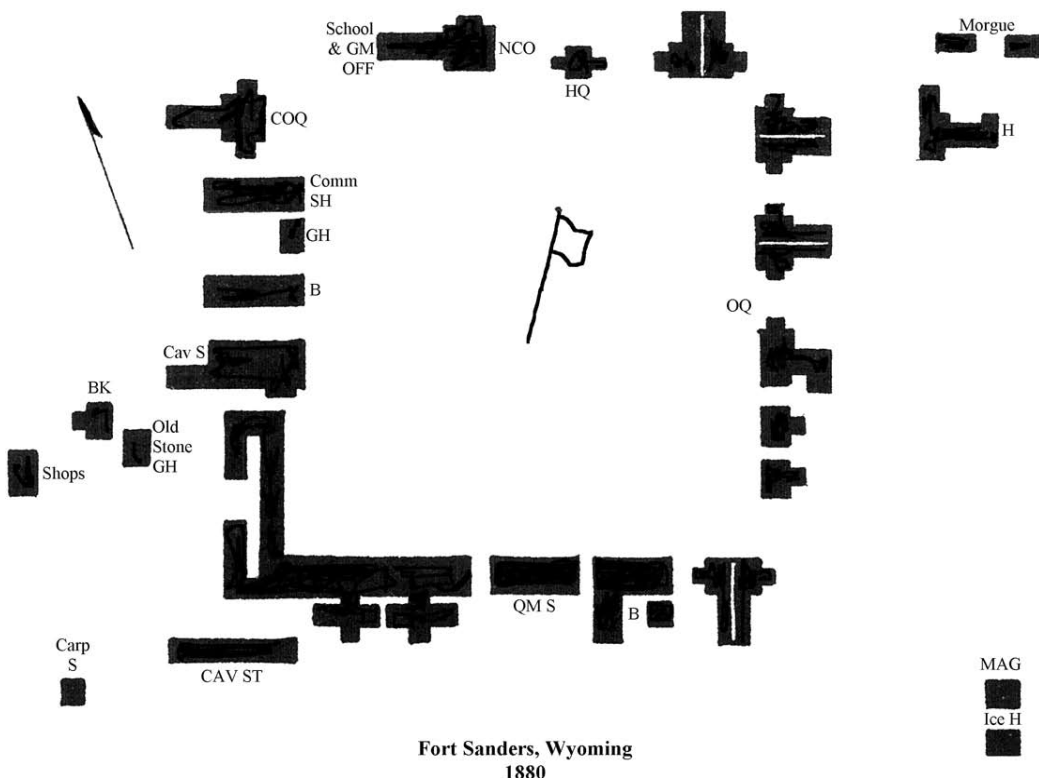 School
& GM
OFF
NCO
HQ
Morgue
COQ
H
Comm
SH
GH
B
OQ
Cav S
BK
Old
Stone
GH
Shops
QM S
B
Carp
S
CAV ST
MAG
Ice H
Fort Sanders, Wyoming
1880